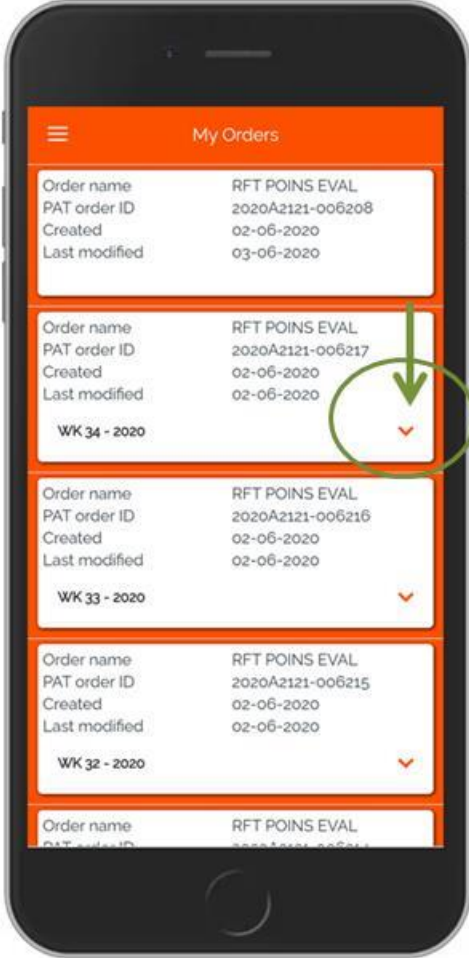 My Orders
Order name RFT POINS EVAL
PAT order ID 2020A2121-006208
Created 02-06-2020
Last modified 03-06-2020
Order name RFT POINS EVAL
PAT order ID 2020A2121-006217
Created 02-06-2020
Last modified 02-06-2020
WK 34 - 2020
Order name RFT POINS EVAL
PAT order ID 2020A2121-006216
Created 02-06-2020
Last modified 02-06-2020
WK 33 - 2020
Order name RFT POINS EVAL
PAT order ID 2020A2121-006215
Created 02-06-2020
Last modified 02-06-2020
WK 32 - 2020
Order name RFT POINS EVAL